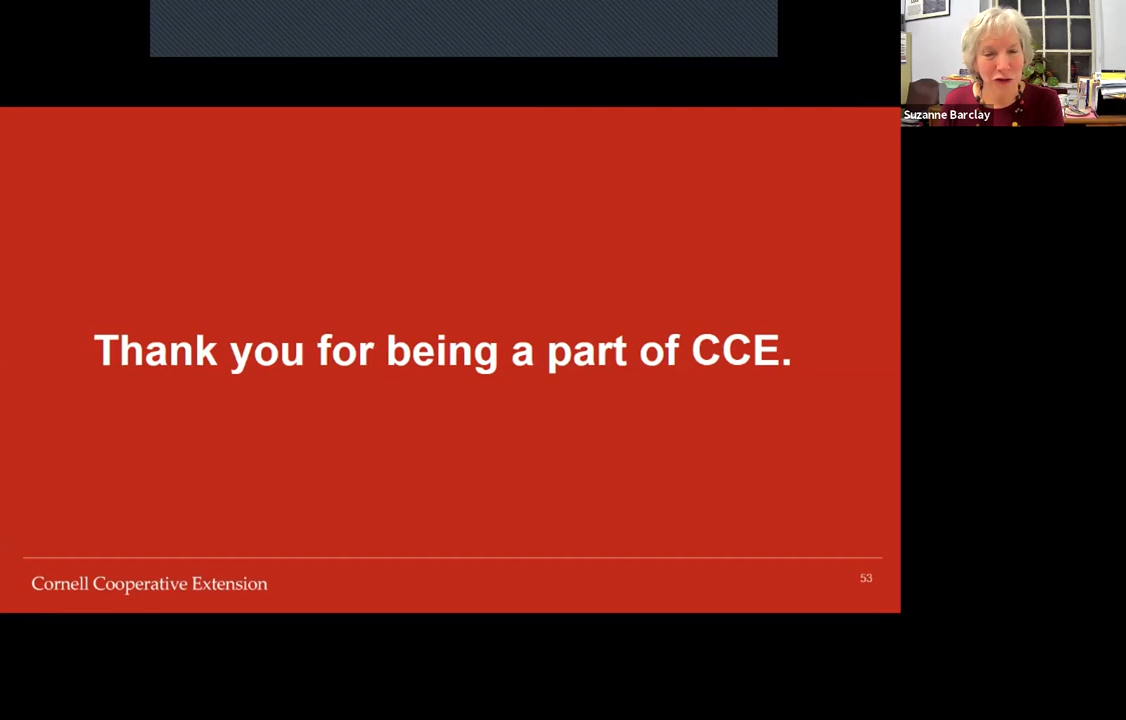 Suzanne Barclay
Thank you for being a part of CCE.
Cornell Cooperative Extension
53